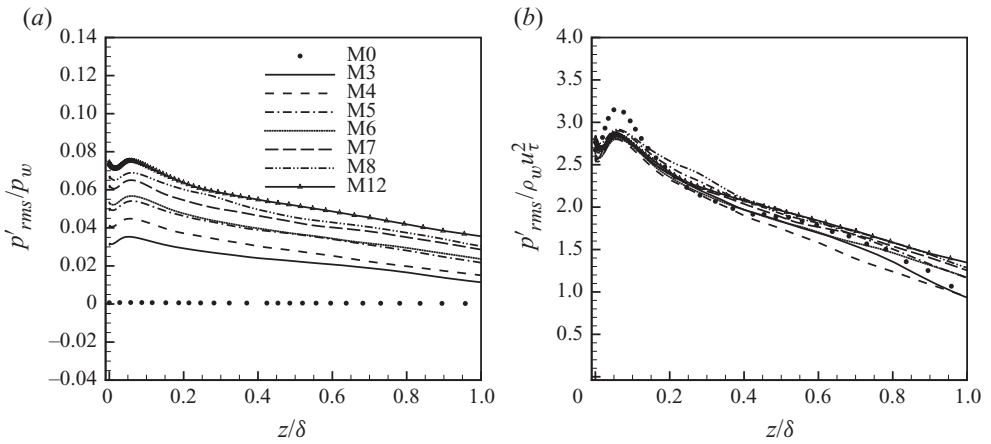 (a)
0.14
0.12
0.10
0.08
0.06
0.04
0.02
0
–0.02
–0.04
p′rms/pw
0
0.2
0.4
0.6
0.8
1.0
z/δ
M0
M3
M4
M5
M6
M7
M8
M12
(b)
4.0
3.5
3.0
2.5
2.0
1.5
1.0
0.5
p′rms/ρwu²τ
0
0.2
0.4
0.6
0.8
1.0
z/δ